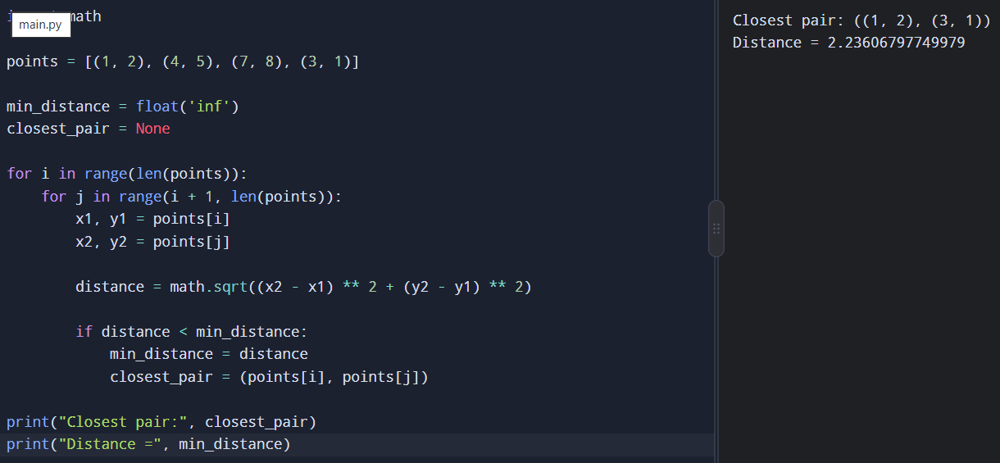 math
main.py
points = [(1, 2), (4, 5), (7, 8), (3, 1)]
min_distance = float('inf')
closest_pair = None
for i in range(len(points)):
    for j in range(i + 1, len(points)):
        x1, y1 = points[i]
        x2, y2 = points[j]
        distance = math.sqrt((x2 - x1) ** 2 + (y2 - y1) ** 2)
        if distance < min_distance:
            min_distance = distance
            closest_pair = (points[i], points[j])
print("Closest pair:", closest_pair)
print("Distance =", min_distance)
Closest pair: ((1, 2), (3, 1))
Distance = 2.23606797749979